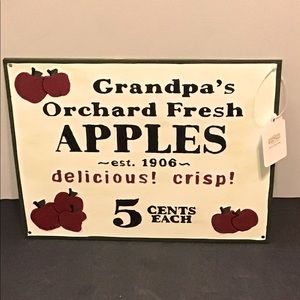 Grandpa's
Orchard Fresh
APPLES
~est. 1906~
delicious! crisp!
5 CENTS
EACH